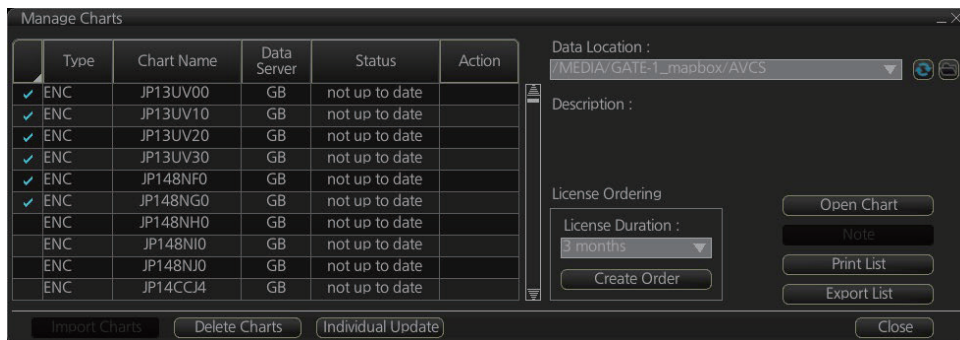 Manage Charts
Type Chart Name Data Server Status Action
ENC JP13UV00 GB not up to date
ENC JP13UV10 GB not up to date
ENC JP13UV20 GB not up to date
ENC JP13UV30 GB not up to date
ENC JP148NF0 GB not up to date
ENC JP148NG0 GB not up to date
ENC JP148NH0 GB not up to date
ENC JP148NI0 GB not up to date
ENC JP148NJ0 GB not up to date
ENC JP14CCJ4 GB not up to date
Data Location :
/MEDIA/GATE-1_mapbox/AVCS
Description :
License Ordering
License Duration :
3 months
Create Order
Open Chart
Note
Print List
Export List
Import Charts Delete Charts Individual Update Close